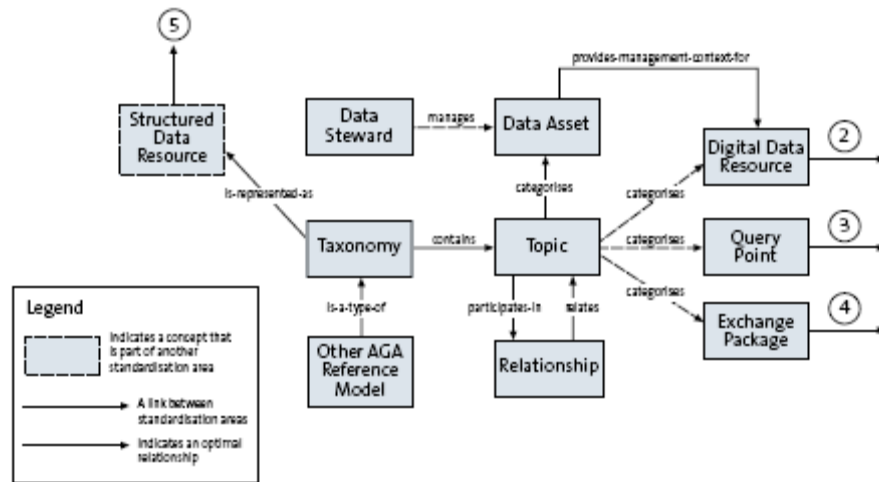 5
provides-management-context-for
Structured
Data
Resource
Data
Steward
manages
Data Asset
Digital Data
Resource
2
is-represented-as
categorises
categorises
Taxonomy
contains
Topic
categorises
Query
Point
3
Legend
Indicates a concept that
is part of another
standardisation area
A link between
standardisation areas
Indicates an optimal
relationship
is-a-type-of
participates-in
relates
categorises
Other AGA
Reference
Model
Relationship
Exchange
Package
4